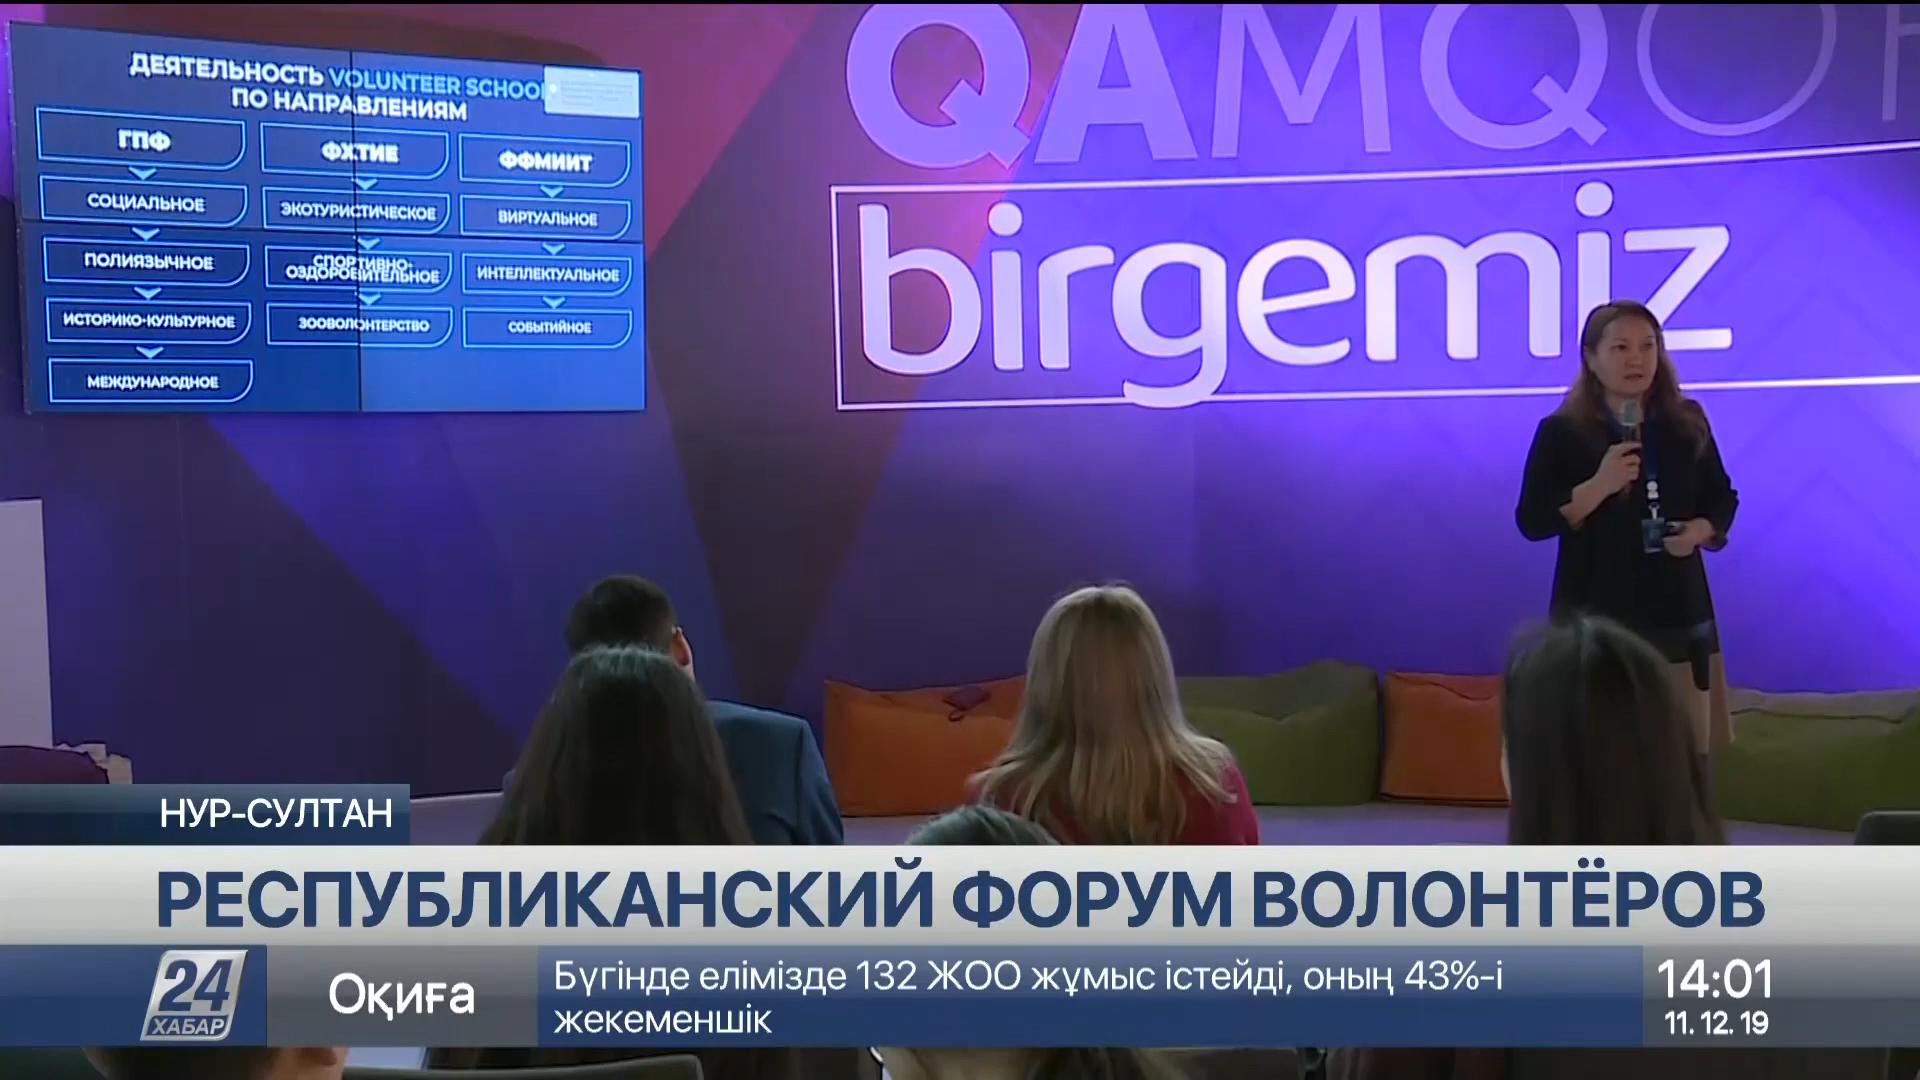 ДЕЯТЕЛЬНОСТЬ VOLUNTEER SCHOOL
ПО НАПРАВЛЕНИЯМ
ГПФ
СОЦИАЛЬНОЕ
ПОЛИЯЗЫЧНОЕ
ИСТОРИКО-КУЛЬТУРНОЕ
МЕЖДУНАРОДНОЕ
ФХТИЕ
ЭКОТУРИСТИЧЕСКОЕ
СПОРТИВНО-
ОЗДОРОВИТЕЛЬНОЕ
ЗООВОЛОНТЕРСТВО
ФФМИИТ
ВИРТУАЛЬНОЕ
ИНТЕЛЛЕКТУАЛЬНОЕ
СОБЫТИЙНОЕ
QAMQOR
birgemiz
НУР-СУЛТАН
РЕСПУБЛИКАНСКИЙ ФОРУМ ВОЛОНТЁРОВ
24
ХАБАР
Оқиға
Бүгінде елімізде 132 ЖОО жұмыс істейді, оның 43%-і
жекеменшік
14:01
11. 12. 19